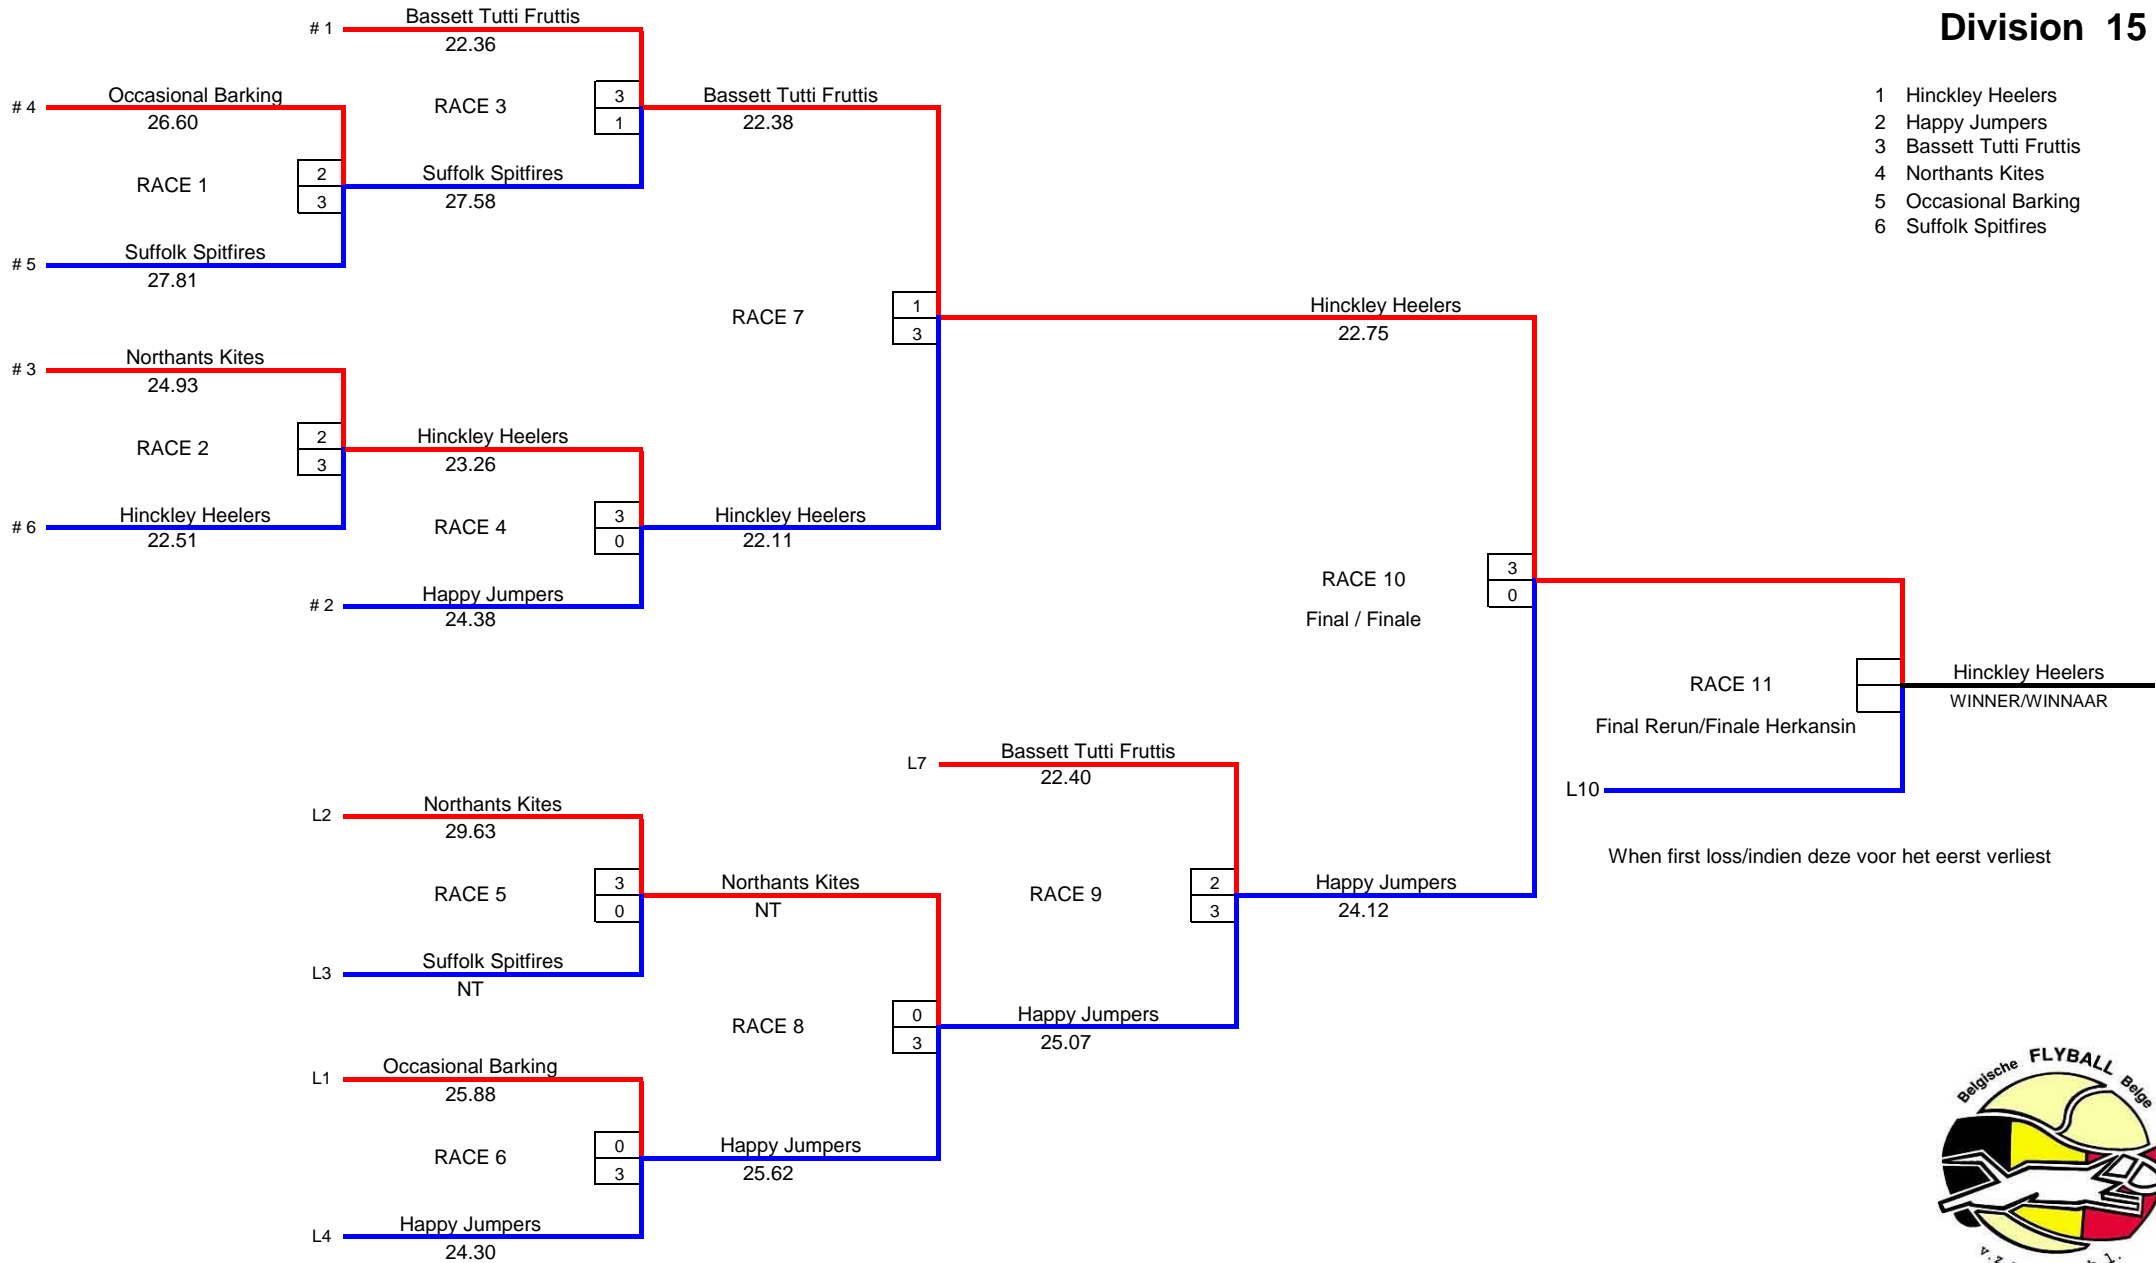 Division 15
1 Hinckley Heelers
2 Happy Jumpers
3 Bassett Tutti Fruttis
4 Northants Kites
5 Occasional Barking
6 Suffolk Spitfires
# 1
Bassett Tutti Fruttis
22.36
# 4
Occasional Barking
26.60
RACE 3
3
1
Bassett Tutti Fruttis
22.38
RACE 1
2
3
Suffolk Spitfires
27.58
# 5
Suffolk Spitfires
27.81
RACE 7
1
3
Hinckley Heelers
22.75
# 3
Northants Kites
24.93
RACE 2
2
3
Hinckley Heelers
23.26
# 6
Hinckley Heelers
22.51
RACE 4
3
0
Hinckley Heelers
22.11
# 2
Happy Jumpers
24.38
RACE 10
Final / Finale
3
0
RACE 11
Final Rerun/Finale Herkansin
Hinckley Heelers
WINNER/WINNAAR
L10
When first loss/indien deze voor het eerst verliest
L7
Bassett Tutti Fruttis
22.40
L2
Northants Kites
29.63
RACE 5
3
0
Northants Kites
NT
RACE 9
2
3
Happy Jumpers
24.12
L3
Suffolk Spitfires
NT
RACE 8
0
3
Happy Jumpers
25.07
L1
Occasional Barking
25.88
RACE 6
0
3
Happy Jumpers
25.62
L4
Happy Jumpers
24.30
Belgische FLYBALL Belge